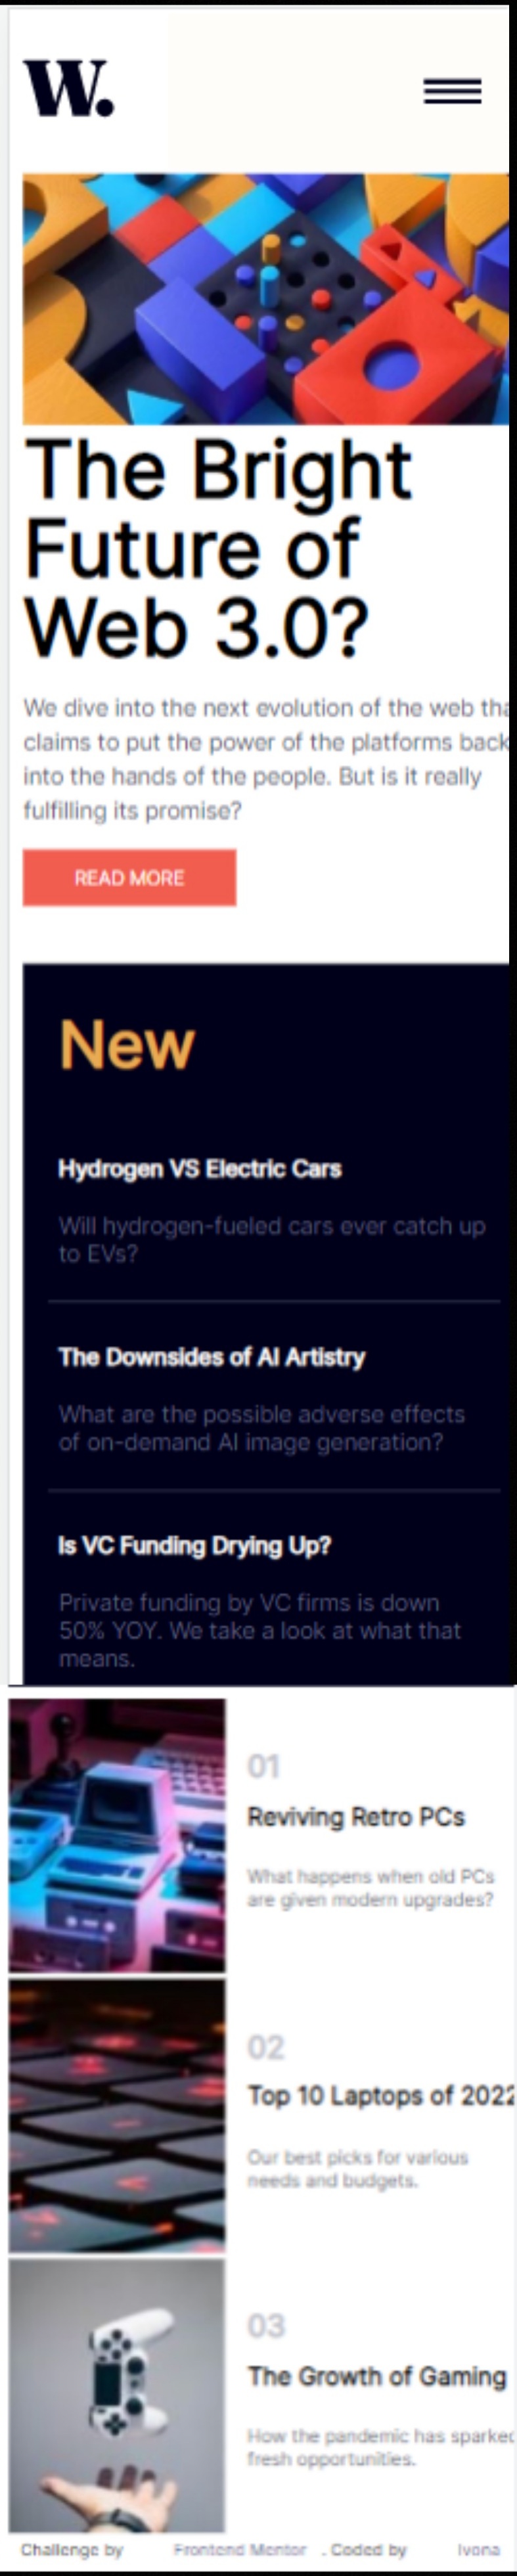 W.
The Bright
Future of
Web 3.0?
We dive into the next evolution of the web tha
claims to put the power of the platforms back
into the hands of the people. But is it really
fulfilling its promise?
READ MORE
New
Hydrogen VS Electric Cars
Will hydrogen-fueled cars ever catch up
to EVs?
The Downsides of AI Artistry
What are the possible adverse effects
of on-demand AI image generation?
Is VC Funding Drying Up?
Private funding by VC firms is down
50% YOY. We take a look at what that
means.
01
Reviving Retro PCs
What happens when old PCs
are given modern upgrades?
02
Top 10 Laptops of 2022
Our best picks for various
needs and budgets.
03
The Growth of Gaming
How the pandemic has sparked
fresh opportunities.
Challenge by Frontend Mentor . Coded by Ivona